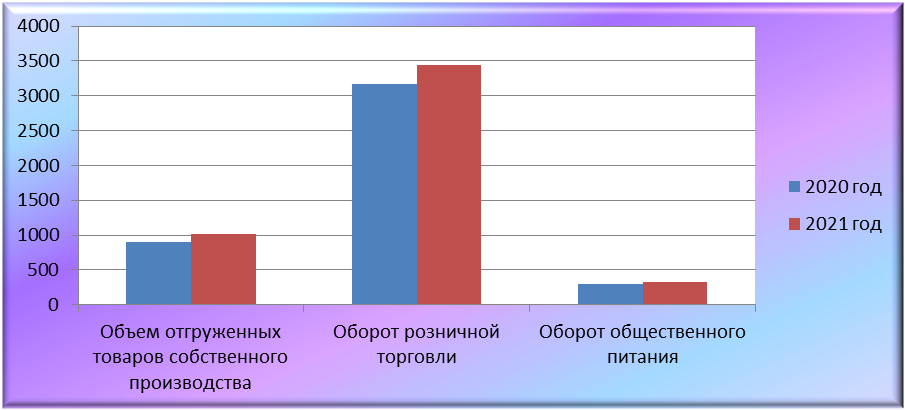 4000
3500
3000
2500
2000
1500
1000
500
0
Объем отгруженных
товаров собственного
производства
Оборот розничной
торговли
Оборот общественного
питания
2020 год
2021 год